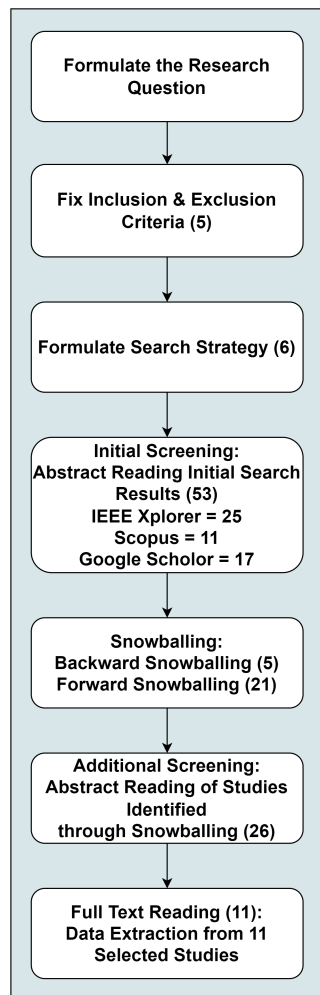 Formulate the Research
Question
Fix Inclusion & Exclusion
Criteria (5)
Formulate Search Strategy (6)
Initial Screening:
Abstract Reading Initial Search
Results (53)
IEEE Xplorer = 25
Scopus = 11
Google Scholor = 17
Snowballing:
Backward Snowballing (5)
Forward Snowballing (21)
Additional Screening:
Abstract Reading of Studies
Identified
through Snowballing (26)
Full Text Reading (11):
Data Extraction from 11
Selected Studies